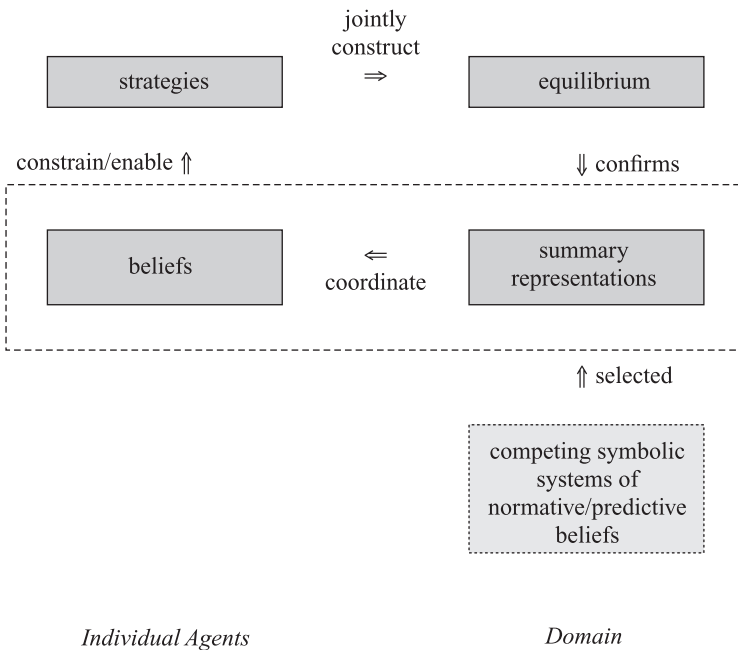 jointly
construct
strategies ⇒ equilibrium
constrain/enable ⇑ ⇓ confirms
beliefs ⇐ summary
coordinate representations
⇑ selected
competing symbolic
systems of
normative/predictive
beliefs
Individual Agents Domain